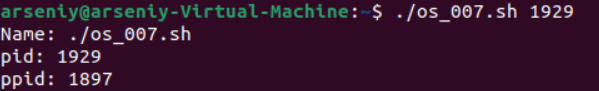 arseniy@arseniy-Virtual-Machine:~$ ./os_007.sh 1929
Name: ./os_007.sh
pid: 1929
ppid: 1897